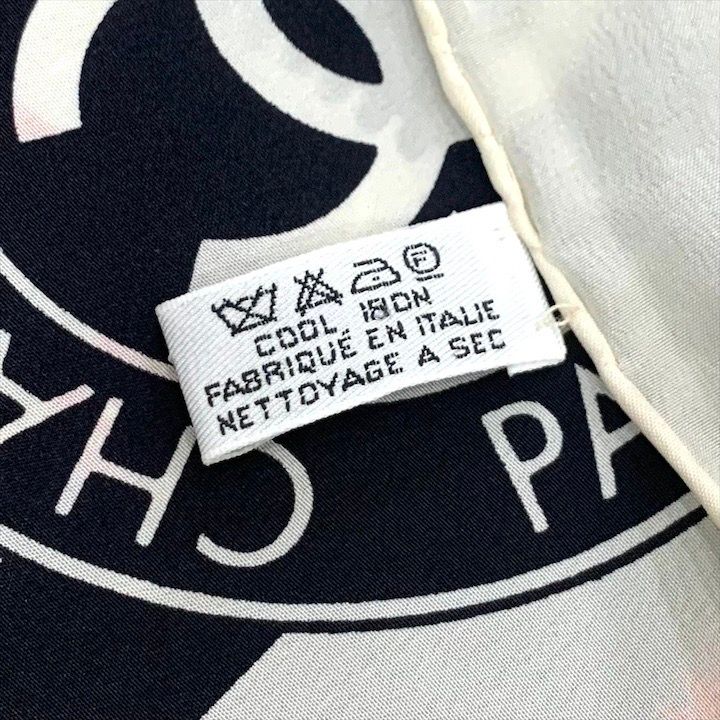 F
COOL IRON
FABRIQUÉ EN ITALIE
NETTOYAGE A SEC
CHA
PA